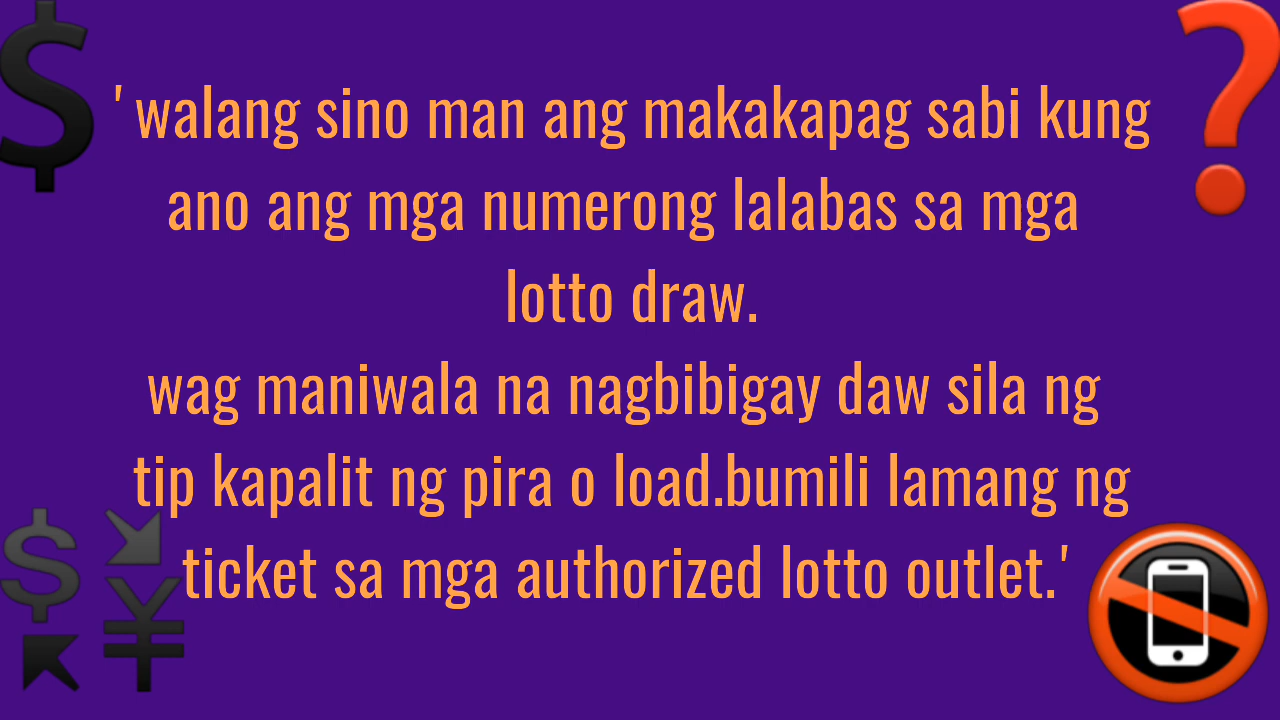 'walang sino man ang makakapag sabi kung
ano ang mga numerong lalabas sa mga
lotto draw.
wag maniwala na nagbibigay daw sila ng
tip kapalit ng pira o load.bumili lamang ng
ticket sa mga authorized lotto outlet.'